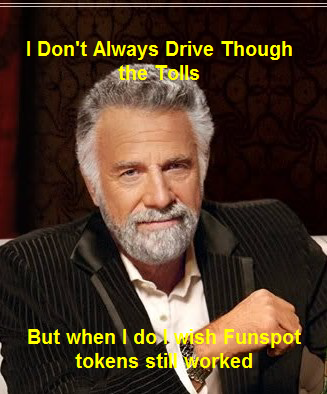 I Don't Always Drive Though
the Tolls
But when I do I wish Funspot
tokens still worked